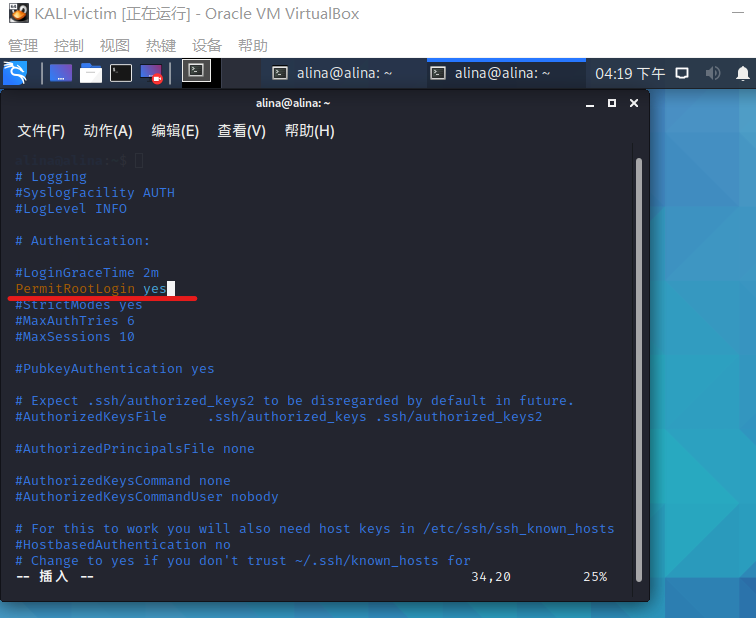 KALI-victim [正在运行] - Oracle VM VirtualBox
管理 控制 视图 热键 设备 帮助
alina@alina: ~ alina@alina: ~ 04:19 下午
alina@alina: ~
文件(F) 动作(A) 编辑(E) 查看(V) 帮助(H)
alina@alina:~$
# Logging
#SyslogFacility AUTH
#LogLevel INFO
# Authentication:
#LoginGraceTime 2m
PermitRootLogin yes
#StrictModes yes
#MaxAuthTries 6
#MaxSessions 10
#PubkeyAuthentication yes
# Expect .ssh/authorized_keys2 to be disregarded by default in future.
#AuthorizedKeysFile     .ssh/authorized_keys .ssh/authorized_keys2
#AuthorizedPrincipalsFile none
#AuthorizedKeysCommand none
#AuthorizedKeysCommandUser nobody
# For this to work you will also need host keys in /etc/ssh/ssh_known_hosts
#HostbasedAuthentication no
# Change to yes if you don't trust ~/.ssh/known_hosts for
-- 插入 -- 34,20 25%